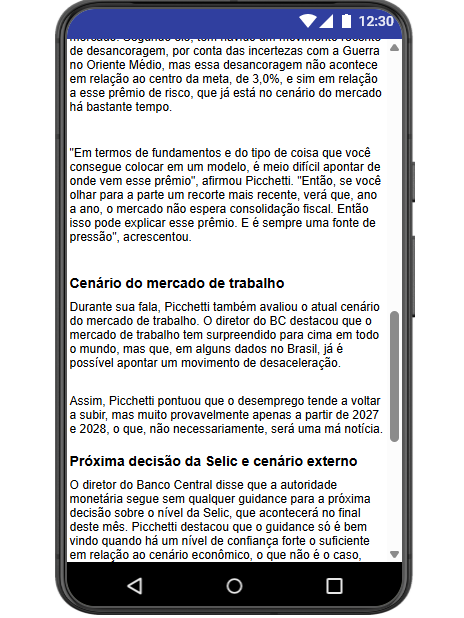 12:30
mercado. Segundo ele, tem havido um movimento recente
de desancoragem, por conta das incertezas com a Guerra
no Oriente Médio, mas essa desancoragem não acontece
em relação ao centro da meta, de 3,0%, e sim em relação
a esse prêmio de risco, que já está no cenário do mercado
há bastante tempo.
"Em termos de fundamentos e do tipo de coisa que você
consegue colocar em um modelo, é meio difícil apontar de
onde vem esse prêmio", afirmou Picchetti. "Então, se você
olhar para a parte um recorte mais recente, verá que, ano
a ano, o mercado não espera consolidação fiscal. Então
isso pode explicar esse prêmio. E é sempre uma fonte de
pressão", acrescentou.
Cenário do mercado de trabalho
Durante sua fala, Picchetti também avaliou o atual cenário
do mercado de trabalho. O diretor do BC destacou que o
mercado de trabalho tem surpreendido para cima em todo
o mundo, mas que, em alguns dados no Brasil, já é
possível apontar um movimento de desaceleração.
Assim, Picchetti pontuou que o desemprego tende a voltar
a subir, mas muito provavelmente apenas a partir de 2027
e 2028, o que, não necessariamente, será uma má notícia.
Próxima decisão da Selic e cenário externo
O diretor do Banco Central disse que a autoridade
monetária segue sem qualquer guidance para a próxima
decisão sobre o nível da Selic, que acontecerá no final
deste mês. Picchetti destacou que o guidance só é bem
vindo quando há um nível de confiança forte o suficiente
em relação ao cenário econômico, o que não é o caso,